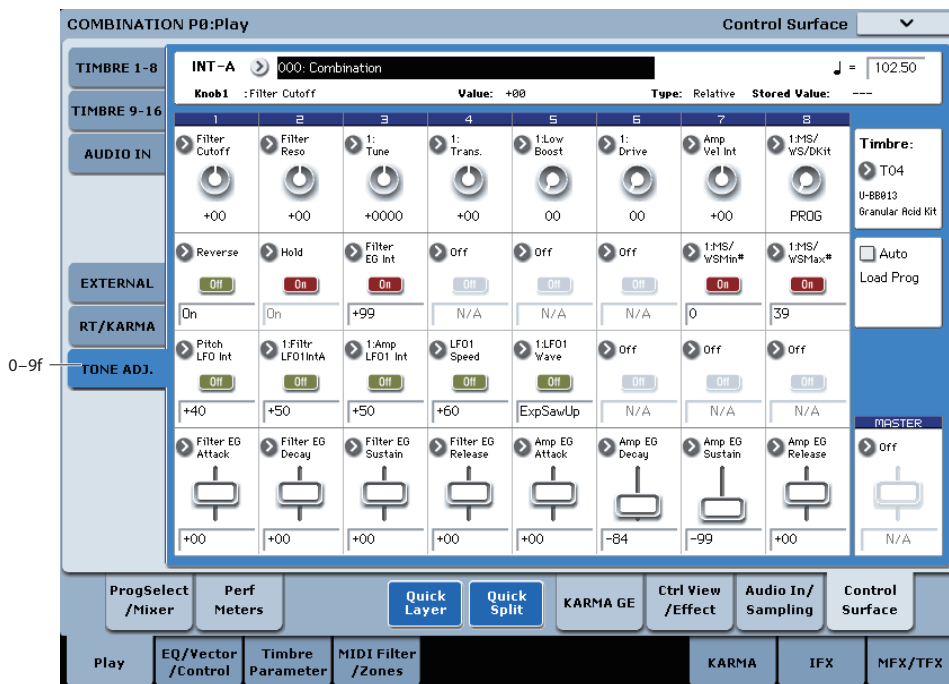 COMBINATION P0:Play
Control Surface
TIMBRE 1-8
TIMBRE 9-16
AUDIO IN
EXTERNAL
RT/KARMA
0–9f
TONE ADJ.
INT-A 000: Combination ♩ = 102.50
Knob1 :Filter Cutoff Value: +00 Type: Relative Stored Value: ---
1 2 3 4 5 6 7 8
Filter Cutoff
Filter Reso
1: Tune
1: Trans.
1:Low Boost
1: Drive
Amp Vel Int
1:MS/ WS/DKit
+00 +00 +0000 +00 00 00 +00 PROG
Reverse
Hold
Filter EG Int
Off
Off
Off
1:MS/ WSMin#
1:MS/ WSMax#
Off On On Off Off Off On On
On On +99 N/A N/A N/A 0 39
Pitch LFO Int
1:Filtr LFO1IntA
1:Amp LFO1 Int
LFO1 Speed
1:LFO1 Wave
Off
Off
Off
Off Off Off Off Off Off Off Off
+40 +50 +50 +60 ExpSawUp N/A N/A N/A
Filter EG Attack
Filter EG Decay
Filter EG Sustain
Filter EG Release
Amp EG Attack
Amp EG Decay
Amp EG Sustain
Amp EG Release
+00 +00 +00 +00 +00 -84 -99 +00
Timbre:
T04
U-BB013
Granular Acid Kit
Auto
Load Prog
MASTER
Off
N/A
ProgSelect /Mixer
Perf Meters
Quick Layer
Quick Split
KARMA GE
Ctrl View /Effect
Audio In/ Sampling
Control Surface
Play
EQ/Vector /Control
Timbre Parameter
MIDI Filter /Zones
KARMA
IFX
MFX/TFX